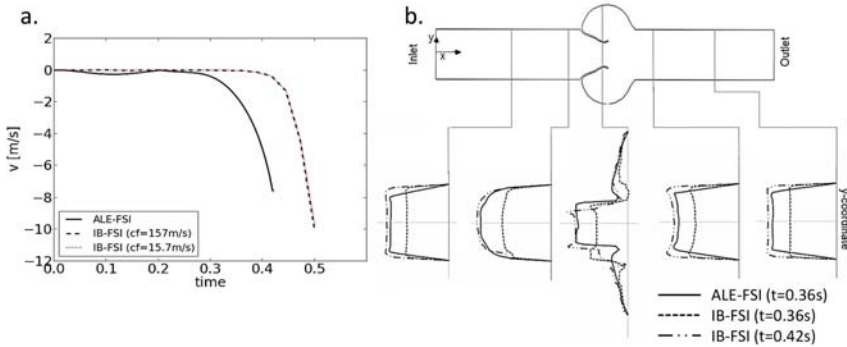 a.
2
0
−2
−4
−6
−8
−10
−12
v [m/s]
0.0 0.1 0.2 0.3 0.4 0.5
time
ALE-FSI
IB-FSI (cf=157m/s)
IB-FSI (cf=15.7m/s)
b.
Inlet
y
x
Outlet
y-coordinate
ALE-FSI (t=0.36s)
IB-FSI (t=0.36s)
IB-FSI (t=0.42s)